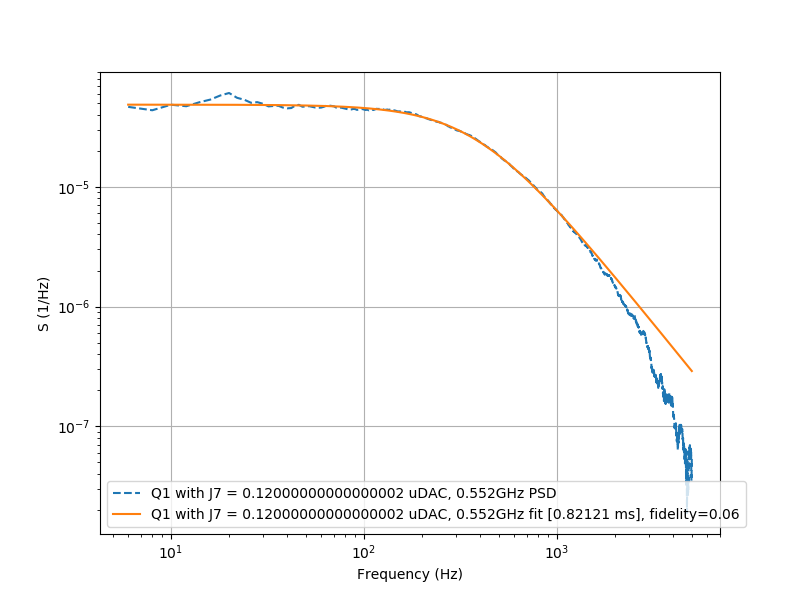 S (1/Hz)
10⁻⁵
10⁻⁶
10⁻⁷
Q1 with J7 = 0.12000000000000002 uDAC, 0.552GHz PSD
Q1 with J7 = 0.12000000000000002 uDAC, 0.552GHz fit [0.82121 ms], fidelity=0.06
10¹ 10² 10³
Frequency (Hz)